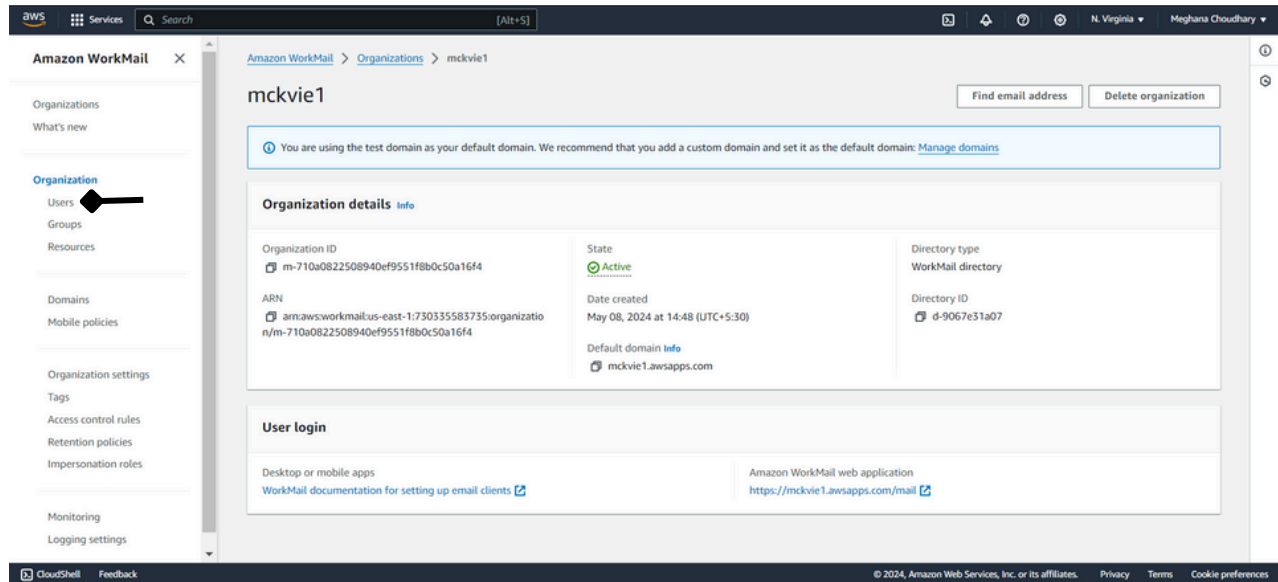 aws Services Search [Alt+S] N. Virginia Meghana Choudhary
Amazon WorkMail
Organizations
What's new
Organization
Users
Groups
Resources
Domains
Mobile policies
Organization settings
Tags
Access control rules
Retention policies
Impersonation roles
Monitoring
Logging settings
Amazon WorkMail > Organizations > mckvie1
mckvie1
Find email address Delete organization
You are using the test domain as your default domain. We recommend that you add a custom domain and set it as the default domain: Manage domains
Organization details Info
Organization ID
m-710a0822508940ef9551f8b0c50a16f4
ARN
arn:aws:workmail:us-east-1:730335583735:organizatio
n/m-710a0822508940ef9551f8b0c50a16f4
State
Active
Date created
May 08, 2024 at 14:48 (UTC+5:30)
Default domain Info
mckvie1.awsapps.com
Directory type
WorkMail directory
Directory ID
d-9067e31a07
User login
Desktop or mobile apps
WorkMail documentation for setting up email clients
Amazon WorkMail web application
https://mckvie1.awsapps.com/mail
CloudShell Feedback © 2024, Amazon Web Services, Inc. or its affiliates. Privacy Terms Cookie preferences